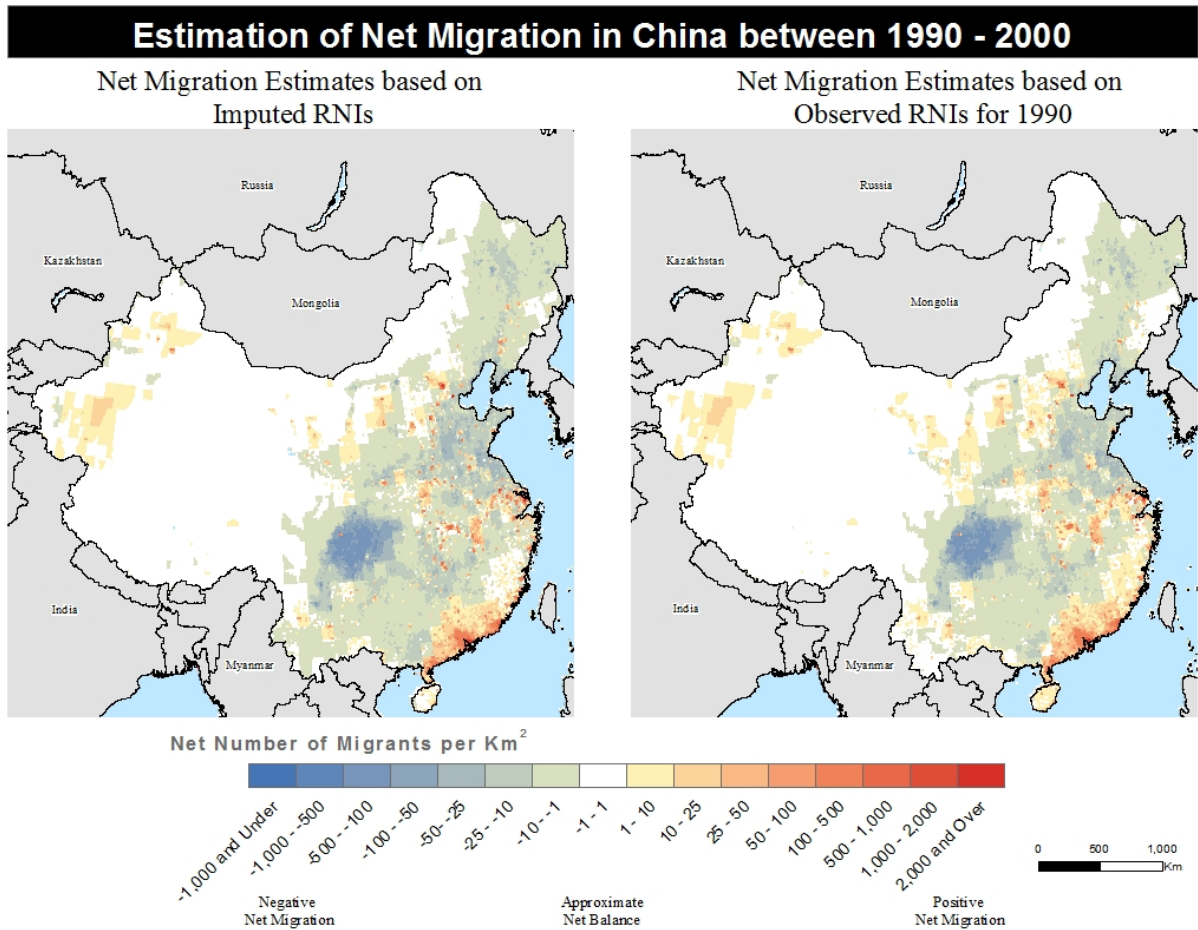 Estimation of Net Migration in China between 1990 - 2000
Net Migration Estimates based on
Imputed RNIs
Net Migration Estimates based on
Observed RNIs for 1990
Russia
Kazakhstan
Mongolia
India
Myanmar
Russia
Kazakhstan
Mongolia
India
Myanmar
Net Number of Migrants per Km²
-1,000 and Under
-1,000 - -500
-500 - -100
-100 - -50
-50 - -25
-25 - -10
-10 - -1
-1 - 1
1 - 10
10 - 25
25 - 50
50 - 100
100 - 500
500 - 1,000
1,000 - 2,000
2,000 and Over
0 500 1,000
Km
Negative
Net Migration
Approximate
Net Balance
Positive
Net Migration